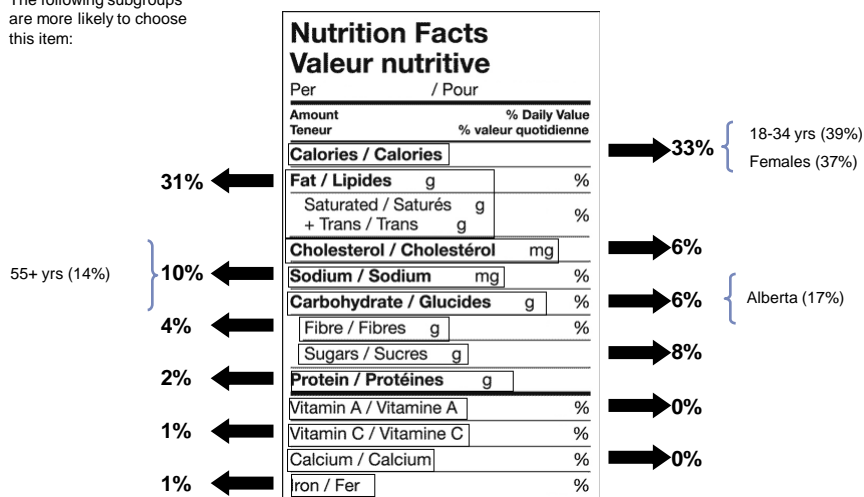 The following subgroups
are more likely to choose
this item:
Nutrition Facts
Valeur nutritive
Per / Pour
Amount % Daily Value
Teneur % valeur quotidienne
Calories / Calories 33% 18-34 yrs (39%)
Females (37%)
31% Fat / Lipides g %
Saturated / Saturés g
+ Trans / Trans g %
Cholesterol / Cholestérol mg 6%
55+ yrs (14%) 10% Sodium / Sodium mg %
Carbohydrate / Glucides g % 6% Alberta (17%)
4% Fibre / Fibres g %
Sugars / Sucres g 8%
2% Protein / Protéines g
Vitamin A / Vitamine A % 0%
1% Vitamin C / Vitamine C %
Calcium / Calcium % 0%
1% Iron / Fer %